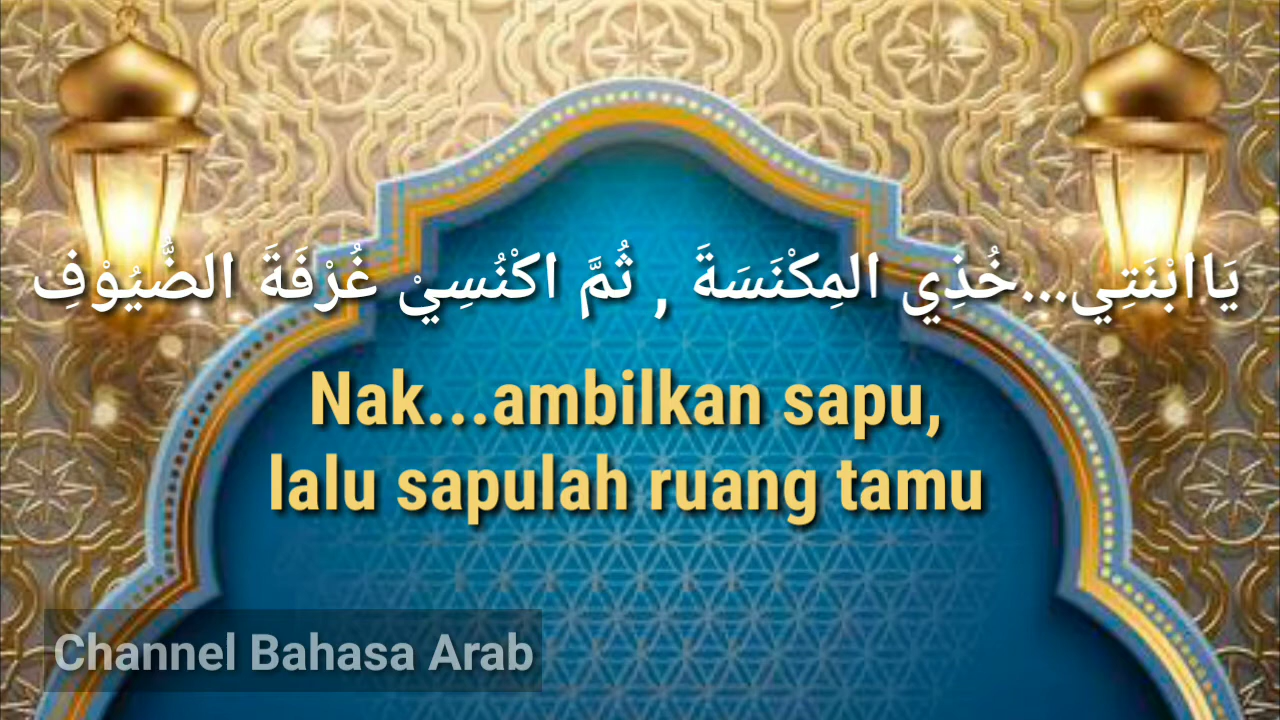 يَاابْنَتِي...خُذِي المِكْنَسَةَ , ثُمَّ اكْنُسِيْ غُرْفَةَ الضُّيُوْفِ
Nak...ambilkan sapu,
lalu sapulah ruang tamu
Channel Bahasa Arab